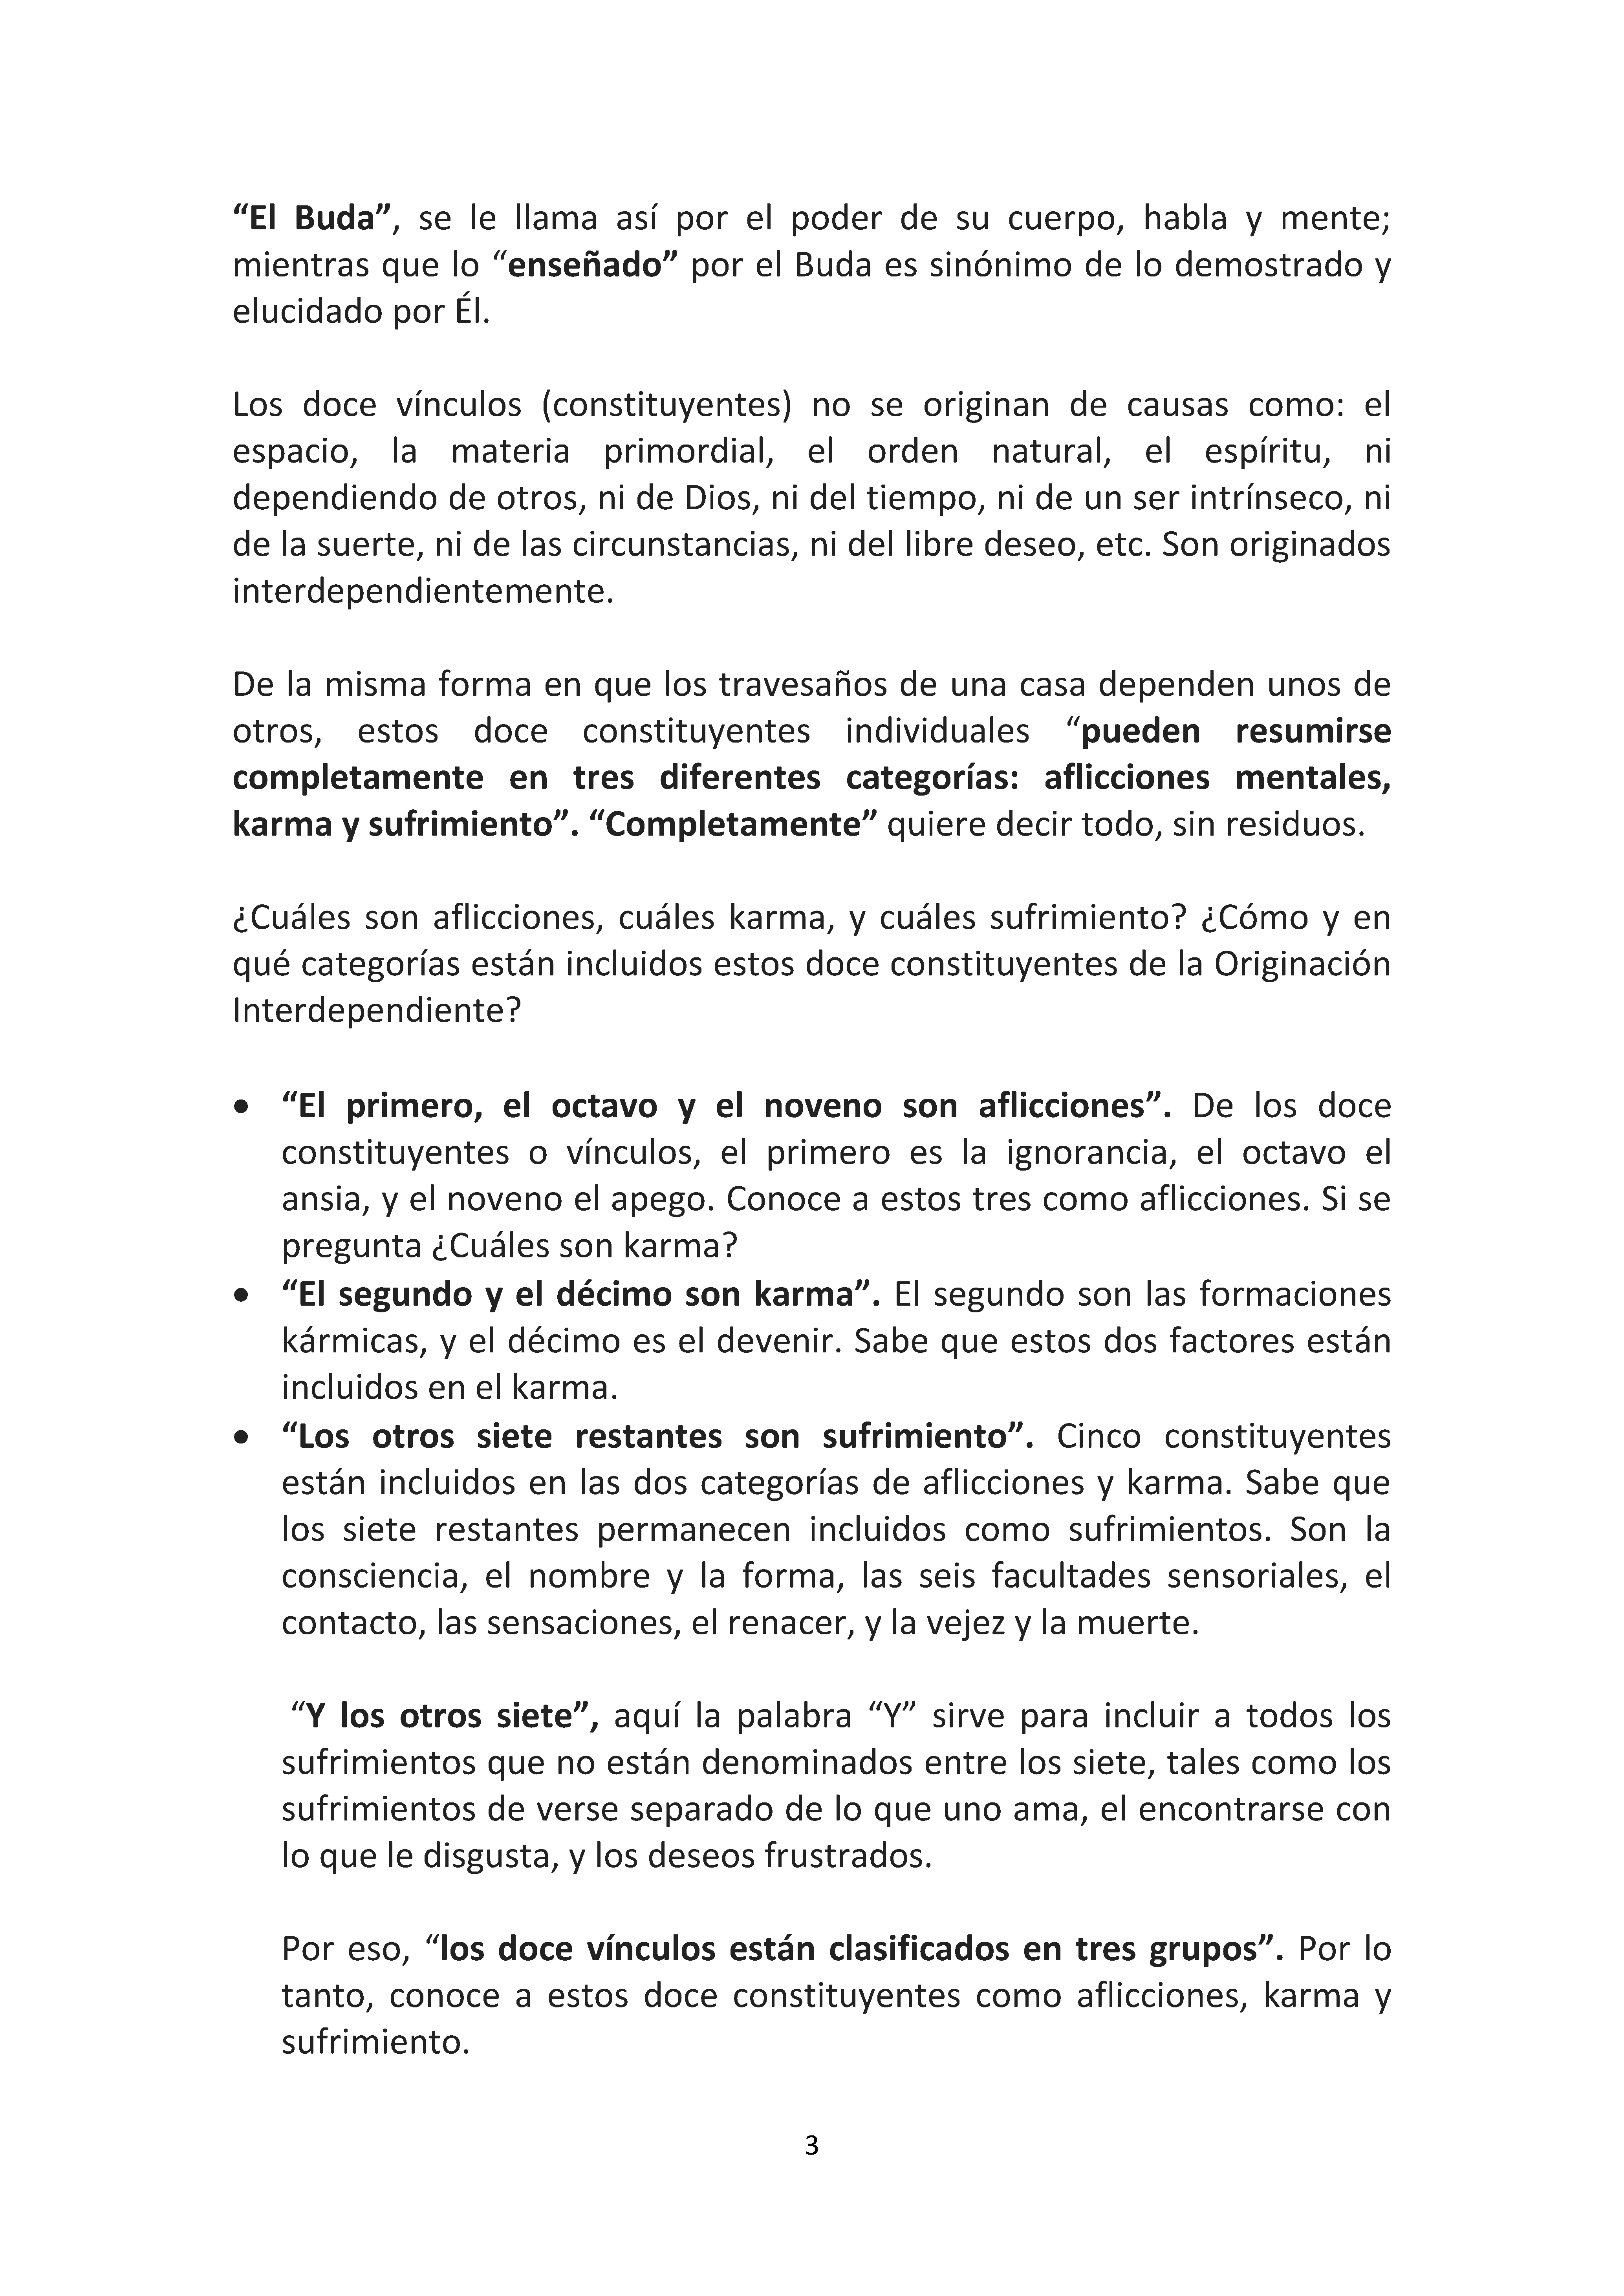 “El Buda”, se le llama así por el poder de su cuerpo, habla y mente;
mientras que lo “enseñado” por el Buda es sinónimo de lo demostrado y
elucidado por Él.
Los doce vínculos (constituyentes) no se originan de causas como: el
espacio, la materia primordial, el orden natural, el espíritu, ni
dependiendo de otros, ni de Dios, ni del tiempo, ni de un ser intrínseco, ni
de la suerte, ni de las circunstancias, ni del libre deseo, etc. Son originados
interdependientemente.
De la misma forma en que los travesaños de una casa dependen unos de
otros, estos doce constituyentes individuales “pueden resumirse
completamente en tres diferentes categorías: aflicciones mentales,
karma y sufrimiento”. “Completamente” quiere decir todo, sin residuos.
¿Cuáles son aflicciones, cuáles karma, y cuáles sufrimiento? ¿Cómo y en
qué categorías están incluidos estos doce constituyentes de la Originación
Interdependiente?
• “El primero, el octavo y el noveno son aflicciones”. De los doce
constituyentes o vínculos, el primero es la ignorancia, el octavo el
ansia, y el noveno el apego. Conoce a estos tres como aflicciones. Si se
pregunta ¿Cuáles son karma?
• “El segundo y el décimo son karma”. El segundo son las formaciones
kármicas, y el décimo es el devenir. Sabe que estos dos factores están
incluidos en el karma.
• “Los otros siete restantes son sufrimiento”. Cinco constituyentes
están incluidos en las dos categorías de aflicciones y karma. Sabe que
los siete restantes permanecen incluidos como sufrimientos. Son la
consciencia, el nombre y la forma, las seis facultades sensoriales, el
contacto, las sensaciones, el renacer, y la vejez y la muerte.
“Y los otros siete”, aquí la palabra “Y” sirve para incluir a todos los
sufrimientos que no están denominados entre los siete, tales como los
sufrimientos de verse separado de lo que uno ama, el encontrarse con
lo que le disgusta, y los deseos frustrados.
Por eso, “los doce vínculos están clasificados en tres grupos”. Por lo
tanto, conoce a estos doce constituyentes como aflicciones, karma y
sufrimiento.
3